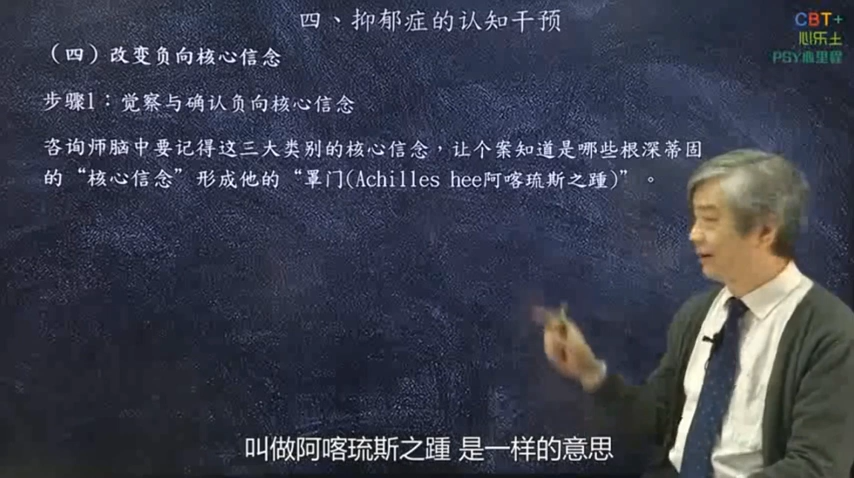 四、抑郁症的认知干预
CBT+
心乐土
PSY心里程
（四）改变负向核心信念
步骤1：觉察与确认负向核心信念
咨询师脑中要记得这三大类别的核心信念，让个案知道是哪些根深蒂固
的“核心信念”形成他的“罩门(Achilles hee阿喀琉斯之踵)”。
叫做阿喀琉斯之踵 是一样的意思